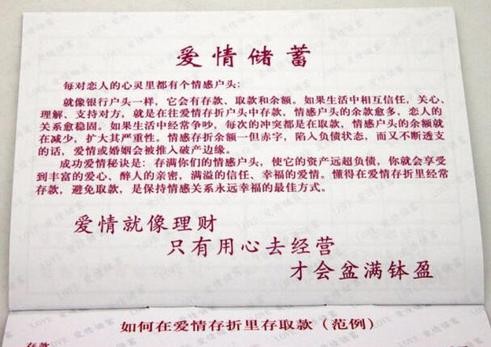 爱情储蓄
每对恋人的心灵里都有个情感户头：
就像银行户头一样，它会有存款、取款和余额。如果生活中相互信任，关心、
理解、支持对方，就是在往爱情存折户头中存款，情感户头的余款愈多，恋人的
关系愈稳固。如果生活中经常争吵，每次的冲突都是在取款，情感户头的余额就
在减少，扩大其严重性。情感存折余额一但赤字，陷入负债状态，而又不断透支
的话，爱情或婚姻会被推入破产边缘。
成功爱情秘诀是：存满你们的情感户头，使它的资产远超负债，你就会享受
到丰富的爱心、醉人的亲密、满溢的信任、幸福的爱情。懂得在爱情存折里经常
存款，避免取款，是保持情感关系永远幸福的最佳方式。
爱情就像理财
只有用心去经营
才会盆满钵盈
如何在爱情存折里存取款（范例）
存款